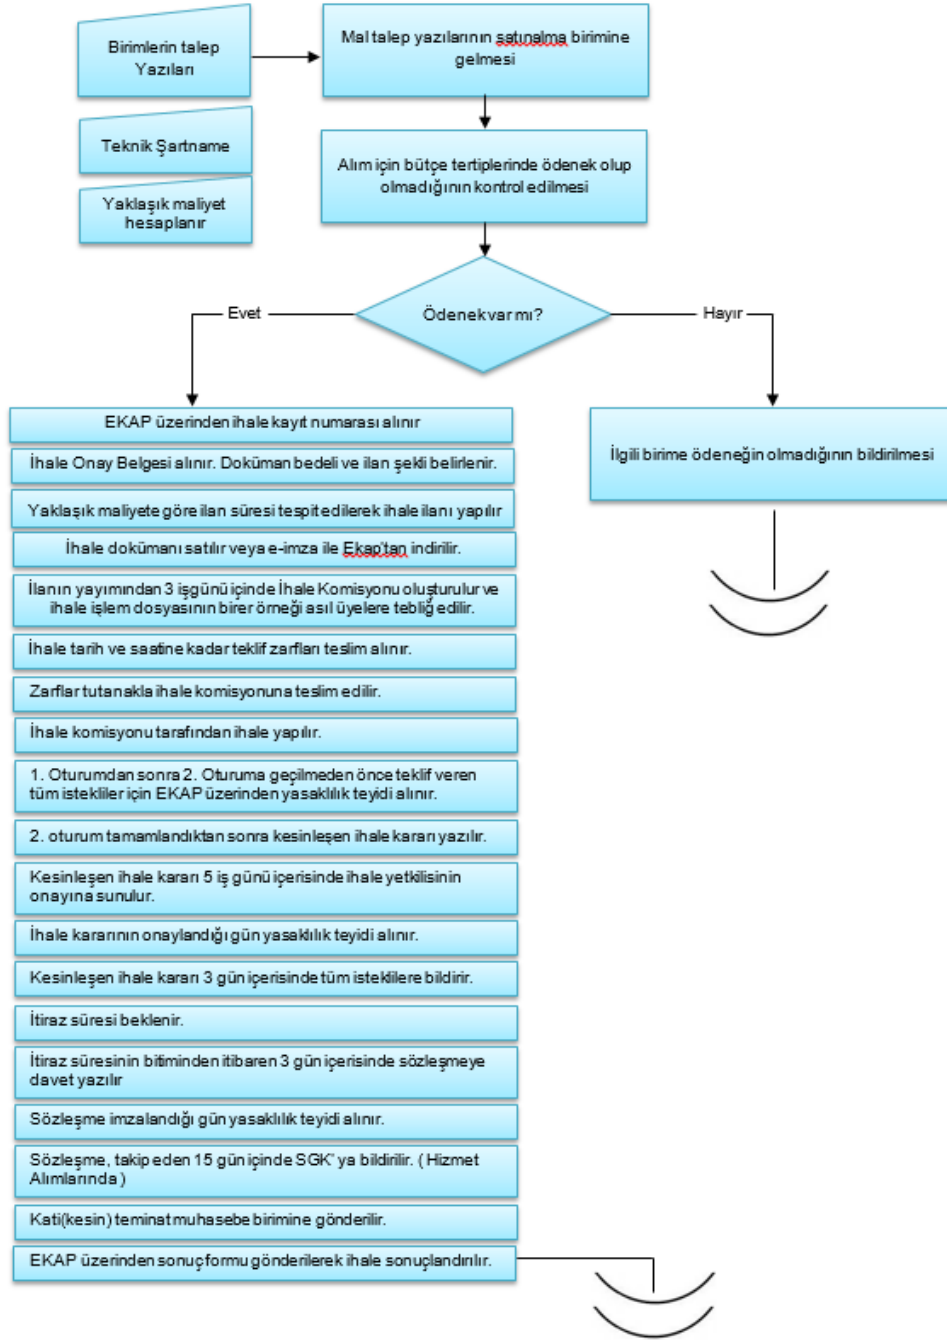 Birimlerin talep
Yazıları
Mal talep yazılarının satınalma birimine
gelmesi
Teknik Şartname
Yaklaşık maliyet
hesaplanır
Alım için bütçe tertiplerinde ödenek olup
olmadığının kontrol edilmesi
Ödenek var mı?
Evet
Hayır
EKAP üzerinden ihale kayıt numarası alınır
İhale Onay Belgesi alınır. Doküman bedeli ve ilan şekli belirlenir.
Yaklaşık maliyete göre ilan süresi tespit edilerek ihale ilanı yapılır
İhale dokümanı satılır veya e-imza ile Ekap'tan indirilir.
İlanın yayımından 3 işgünü içinde İhale Komisyonu oluşturulur ve
ihale işlem dosyasının birer örneği asıl üyelere tebliğ edilir.
İhale tarih ve saatine kadar teklif zarfları teslim alınır.
Zarflar tutanakla ihale komisyonuna teslim edilir.
İhale komisyonu tarafından ihale yapılır.
1. Oturumdan sonra 2. Oturuma geçilmeden önce teklif veren
tüm istekliler için EKAP üzerinden yasaklılık teyidi alınır.
2. oturum tamamlandıktan sonra kesinleşen ihale kararı yazılır.
Kesinleşen ihale kararı 5 iş günü içerisinde ihale yetkilisinin
onayına sunulur.
İhale kararının onaylandığı gün yasaklılık teyidi alınır.
Kesinleşen ihale kararı 3 gün içerisinde tüm isteklilere bildirir.
İtiraz süresi beklenir.
İtiraz süresinin bitiminden itibaren 3 gün içerisinde sözleşmeye
davet yazılır
Sözleşme imzalandığı gün yasaklılık teyidi alınır.
Sözleşme, takip eden 15 gün içinde SGK' ya bildirilir. ( Hizmet
Alımlarında )
Kati(kesin) teminat muhasebe birimine gönderilir.
EKAP üzerinden sonuç formu gönderilerek ihale sonuçlandırılır.
İlgili birime ödeneğin olmadığının bildirilmesi